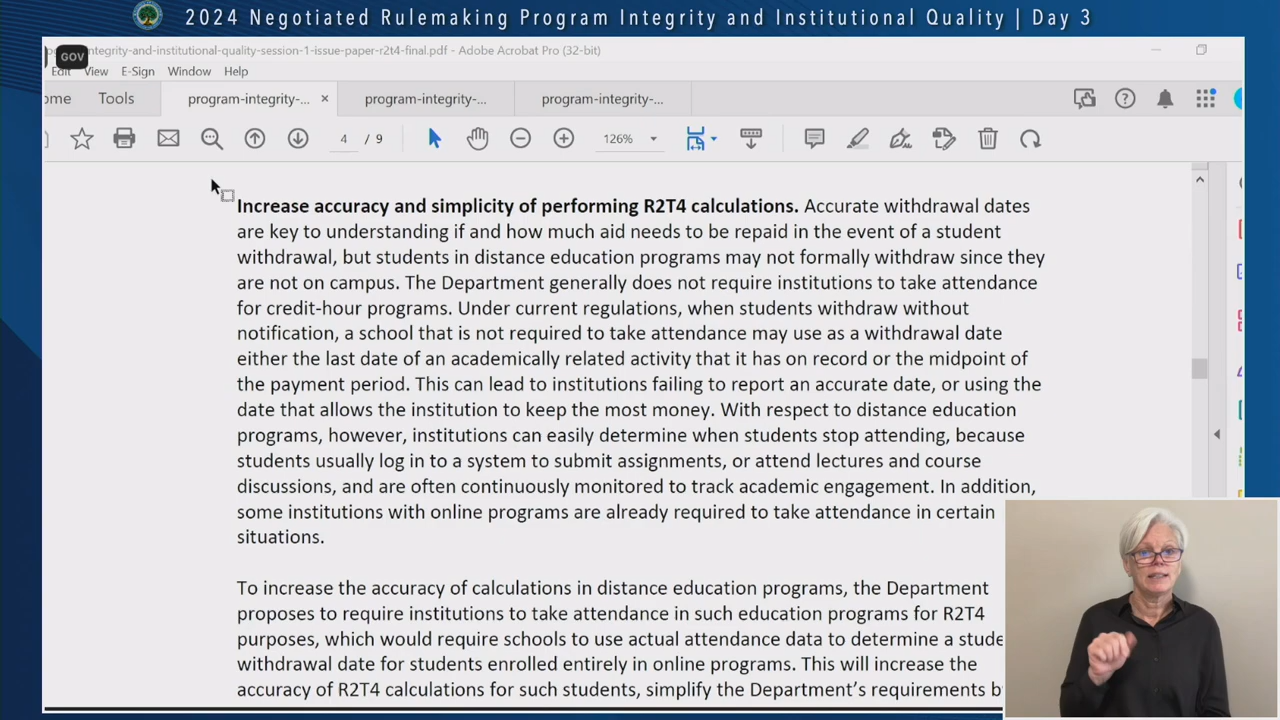 2024 Negotiated Rulemaking Program Integrity and Institutional Quality | Day 3
GOV
integrity-and-institutional-quality-session-1-issue-paper-r2t4-final.pdf - Adobe Acrobat Pro (32-bit)
Edit View E-Sign Window Help
ome Tools program-integrity-... × program-integrity-... program-integrity-...
4 / 9 126%
Increase accuracy and simplicity of performing R2T4 calculations. Accurate withdrawal dates
are key to understanding if and how much aid needs to be repaid in the event of a student
withdrawal, but students in distance education programs may not formally withdraw since they
are not on campus. The Department generally does not require institutions to take attendance
for credit-hour programs. Under current regulations, when students withdraw without
notification, a school that is not required to take attendance may use as a withdrawal date
either the last date of an academically related activity that it has on record or the midpoint of
the payment period. This can lead to institutions failing to report an accurate date, or using the
date that allows the institution to keep the most money. With respect to distance education
programs, however, institutions can easily determine when students stop attending, because
students usually log in to a system to submit assignments, or attend lectures and course
discussions, and are often continuously monitored to track academic engagement. In addition,
some institutions with online programs are already required to take attendance in certain
situations.
To increase the accuracy of calculations in distance education programs, the Department
proposes to require institutions to take attendance in such education programs for R2T4
purposes, which would require schools to use actual attendance data to determine a stude
withdrawal date for students enrolled entirely in online programs. This will increase the
accuracy of R2T4 calculations for such students, simplify the Department's requirements b